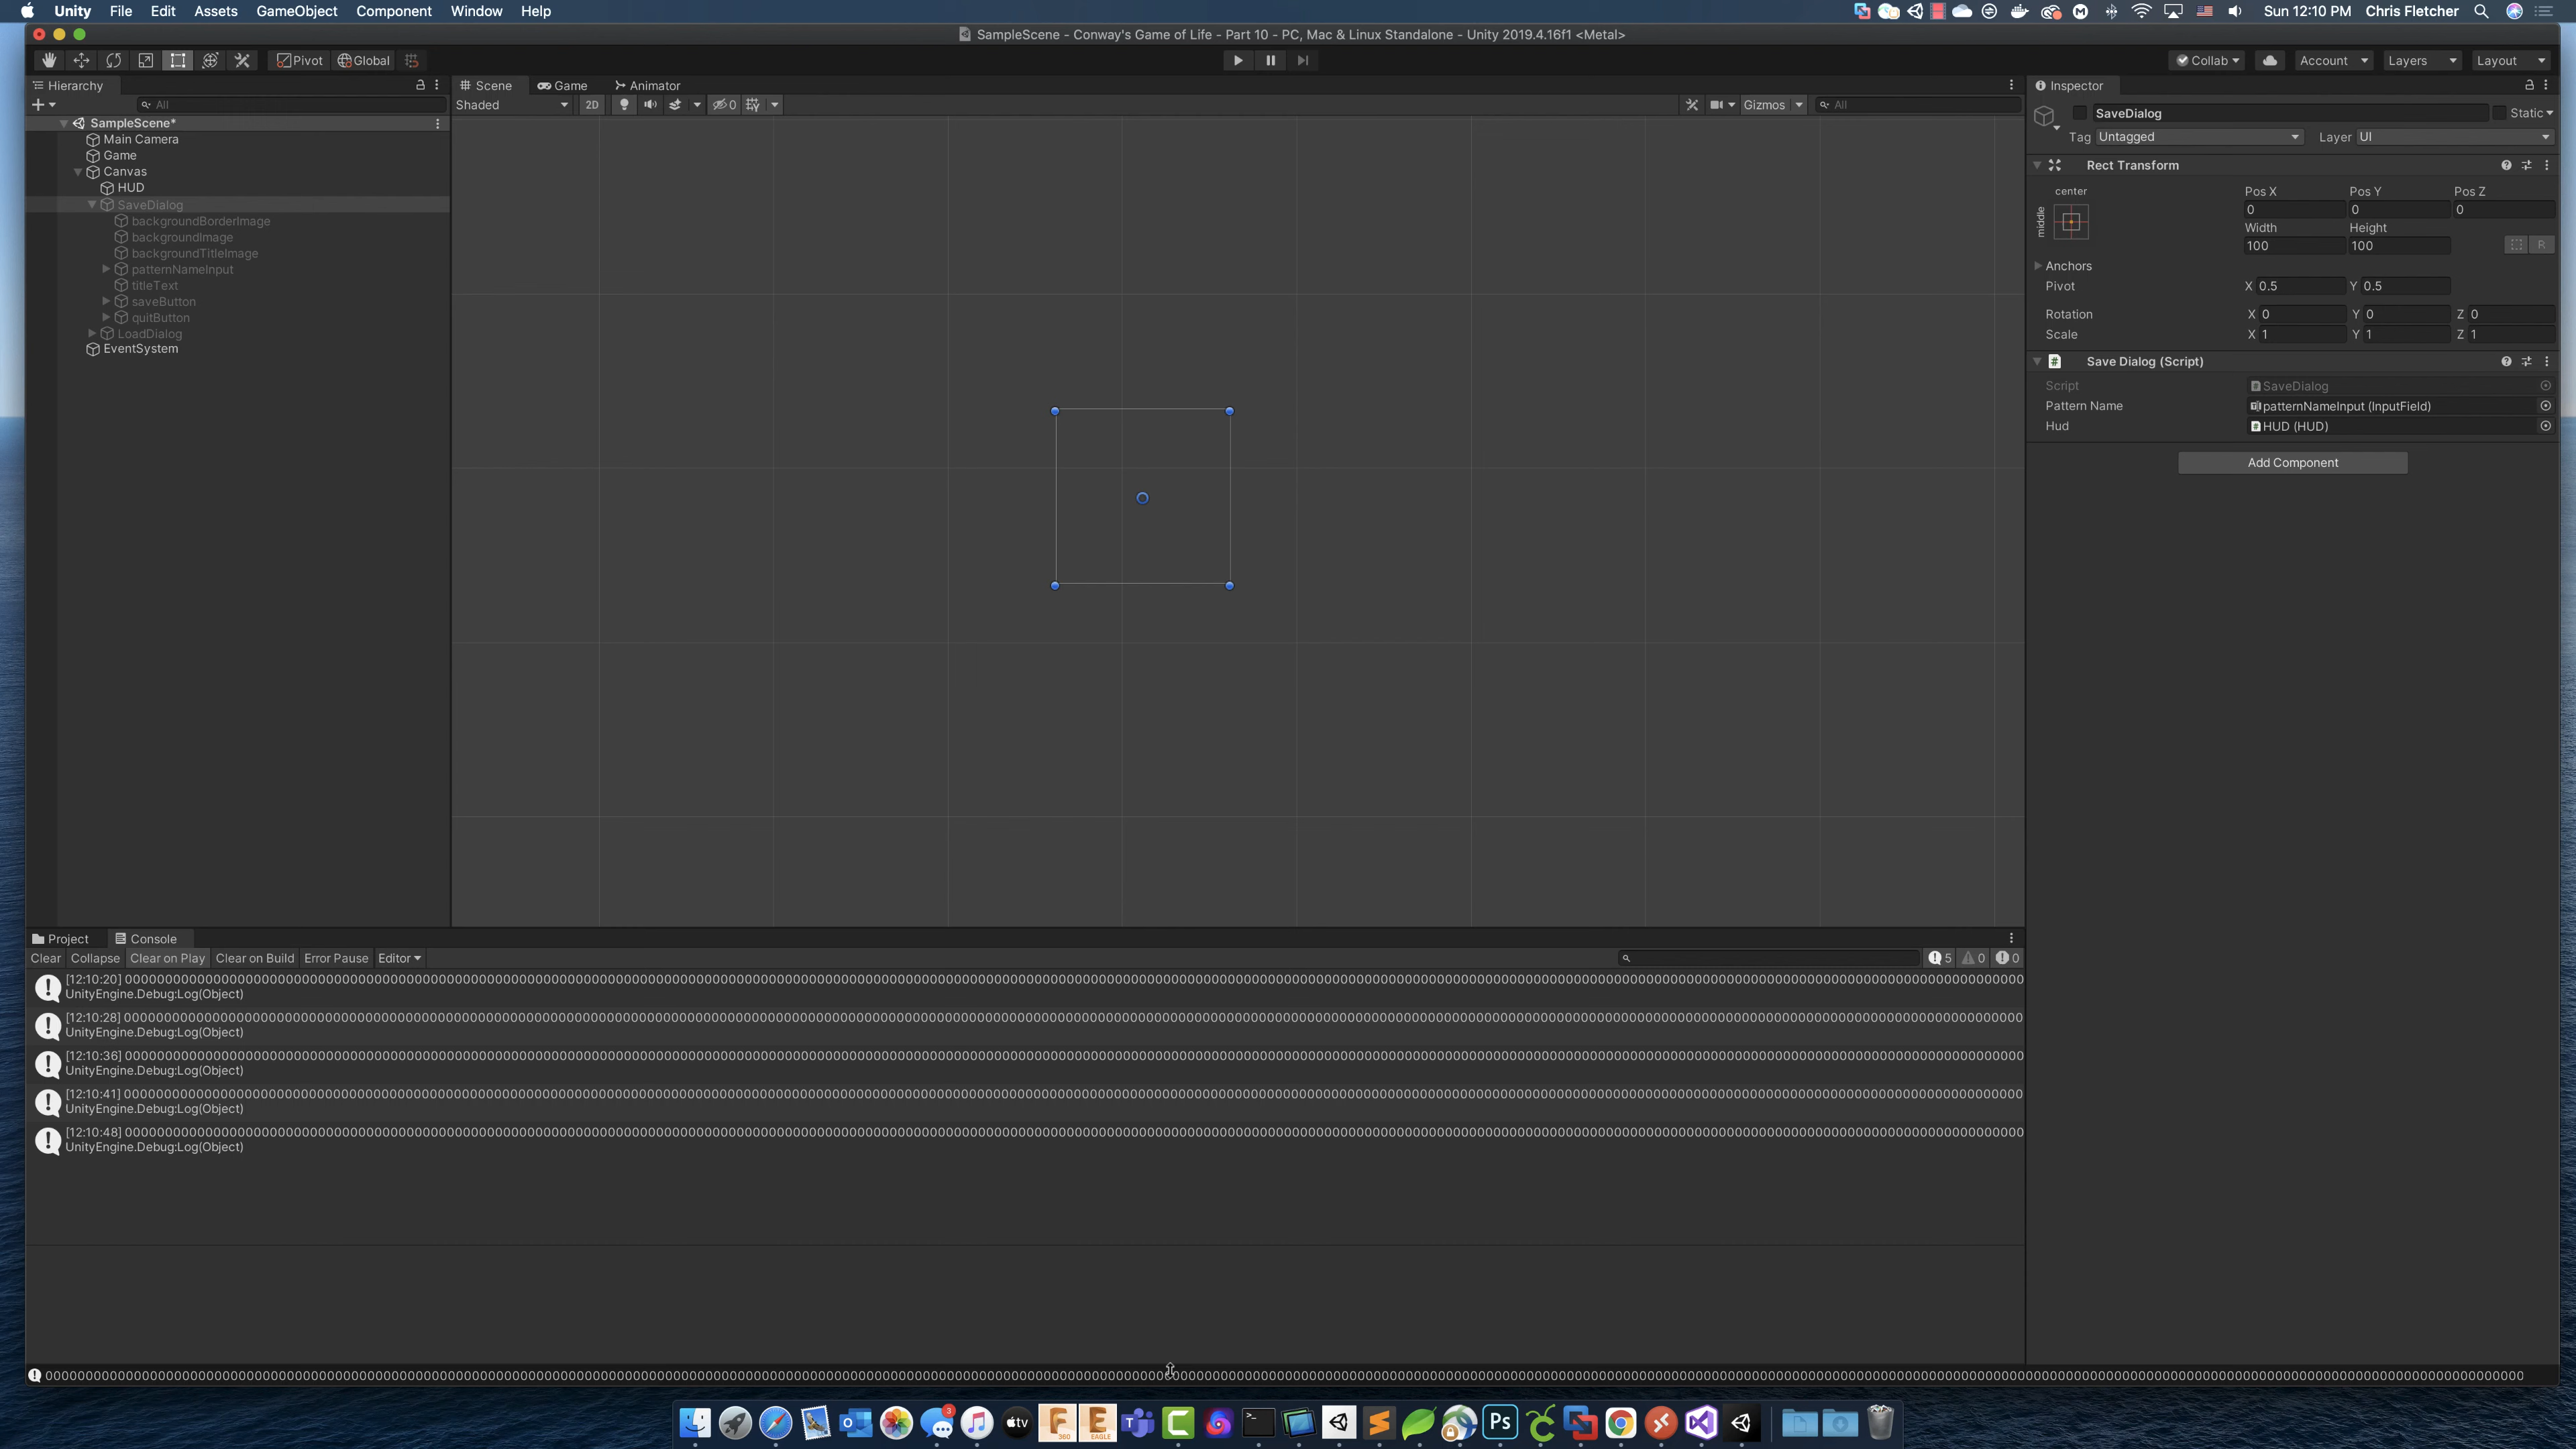 Unity File Edit Assets GameObject Component Window Help
Sun 12:10 PM Chris Fletcher
SampleScene - Conway's Game of Life - Part 10 - PC, Mac & Linux Standalone - Unity 2019.4.16f1 <Metal>
Pivot Global
Collab Account Layers Layout
Hierarchy
All
SampleScene*
Main Camera
Game
Canvas
HUD
SaveDialog
backgroundBorderImage
backgroundImage
backgroundTitleImage
patternNameInput
titleText
saveButton
quitButton
LoadDialog
EventSystem
Scene Game Animator
Shaded 2D 0 Gizmos All
Inspector
SaveDialog Static
Tag Untagged Layer UI
Rect Transform
center
middle
Pos X Pos Y Pos Z
0 0 0
Width Height
100 100 R
Anchors
Pivot X 0.5 Y 0.5
Rotation X 0 Y 0 Z 0
Scale X 1 Y 1 Z 1
Save Dialog (Script)
Script SaveDialog
Pattern Name patternNameInput (InputField)
Hud HUD (HUD)
Add Component
Project Console
Clear Collapse Clear on Play Clear on Build Error Pause Editor 5 0 0
[12:10:20]
UnityEngine.Debug:Log(Object)
[12:10:28]
UnityEngine.Debug:Log(Object)
[12:10:36]
UnityEngine.Debug:Log(Object)
[12:10:41]
UnityEngine.Debug:Log(Object)
[12:10:48]
UnityEngine.Debug:Log(Object)
3 tv F 360 E EAGLE Ps